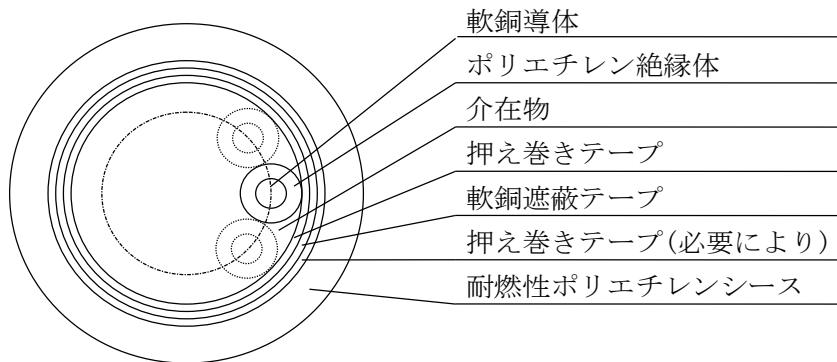 軟銅導体
ポリエチレン絶縁体
介在物
押え巻きテープ
軟銅遮蔽テープ
押え巻きテープ(必要により)
耐燃性ポリエチレンシース